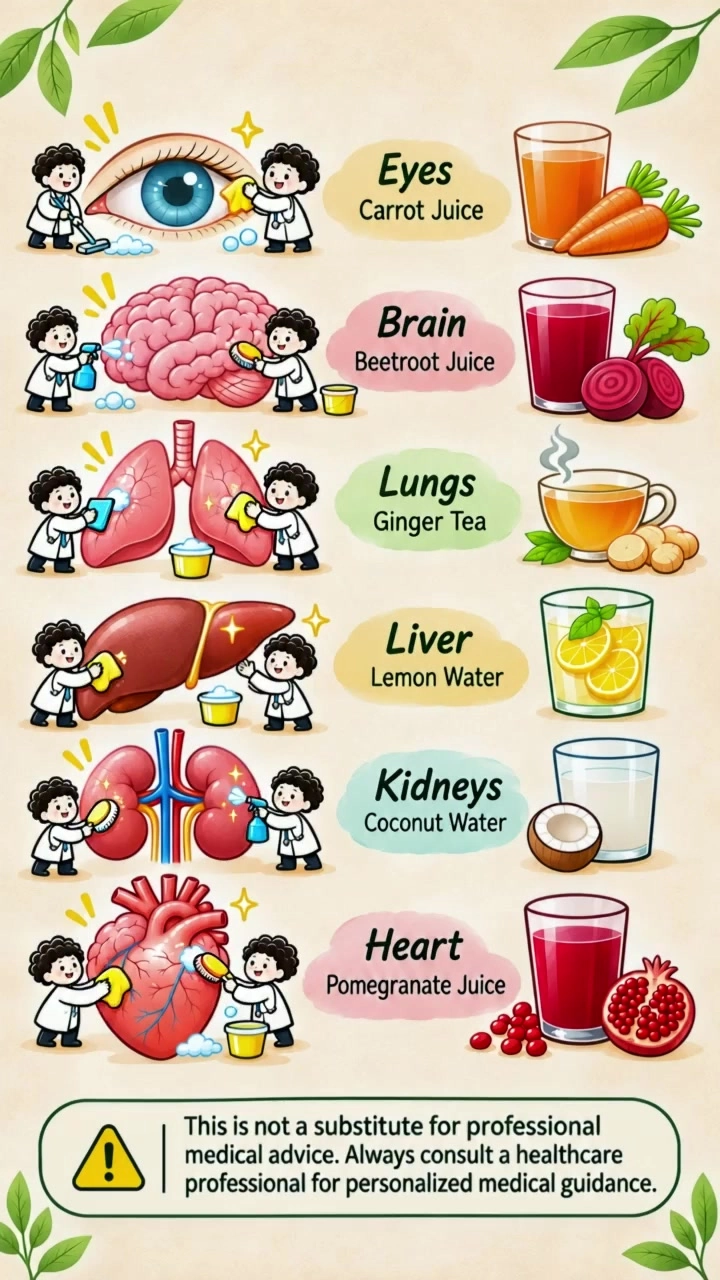 Eyes
Carrot Juice
Brain
Beetroot Juice
Lungs
Ginger Tea
Liver
Lemon Water
Kidneys
Coconut Water
Heart
Pomegranate Juice
This is not a substitute for professional
medical advice. Always consult a healthcare
professional for personalized medical guidance.